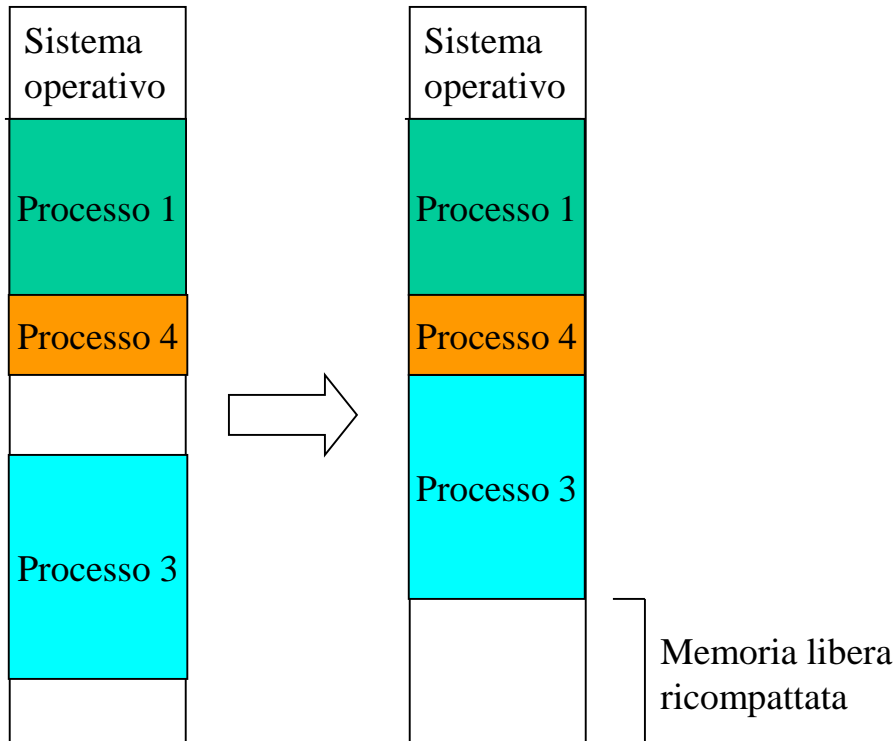 Sistema
operativo
Processo 1
Processo 4
Processo 3
Sistema
operativo
Processo 1
Processo 4
Processo 3
Memoria libera
ricompattata